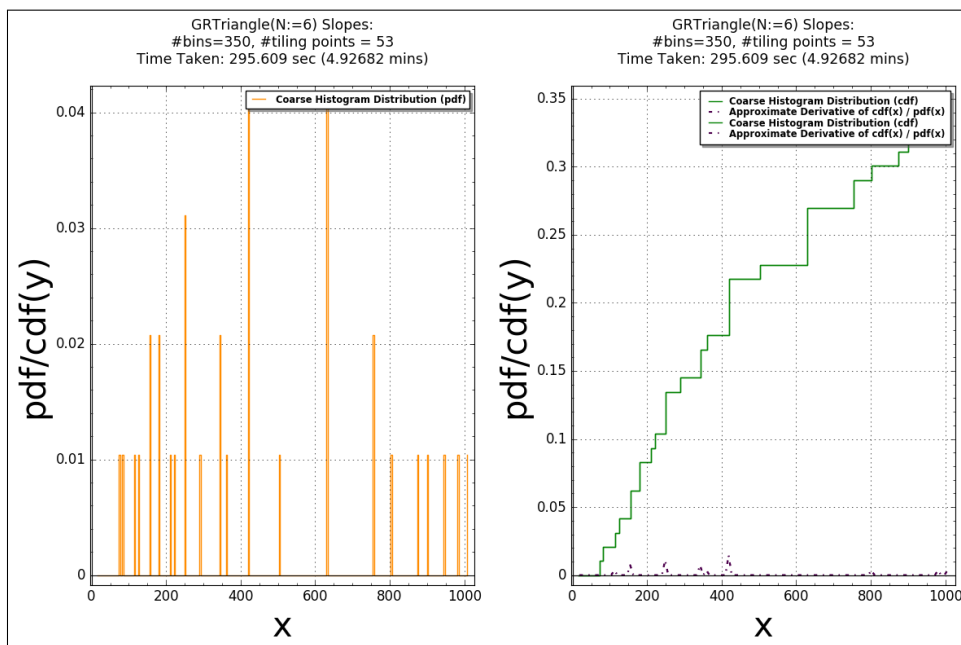 GRTriangle(N:=6) Slopes:
#bins=350, #tiling points = 53
Time Taken: 295.609 sec (4.92682 mins)
Coarse Histogram Distribution (pdf)
0.04
0.03
0.02
0.01
0
pdf/cdf(y)
0
200
400
600
800
1000
x
GRTriangle(N:=6) Slopes:
#bins=350, #tiling points = 53
Time Taken: 295.609 sec (4.92682 mins)
Coarse Histogram Distribution (cdf)
Approximate Derivative of cdf(x) / pdf(x)
Coarse Histogram Distribution (cdf)
Approximate Derivative of cdf(x) / pdf(x)
0.35
0.3
0.25
0.2
0.15
0.1
0.05
0
pdf/cdf(y)
0
200
400
600
800
1000
x